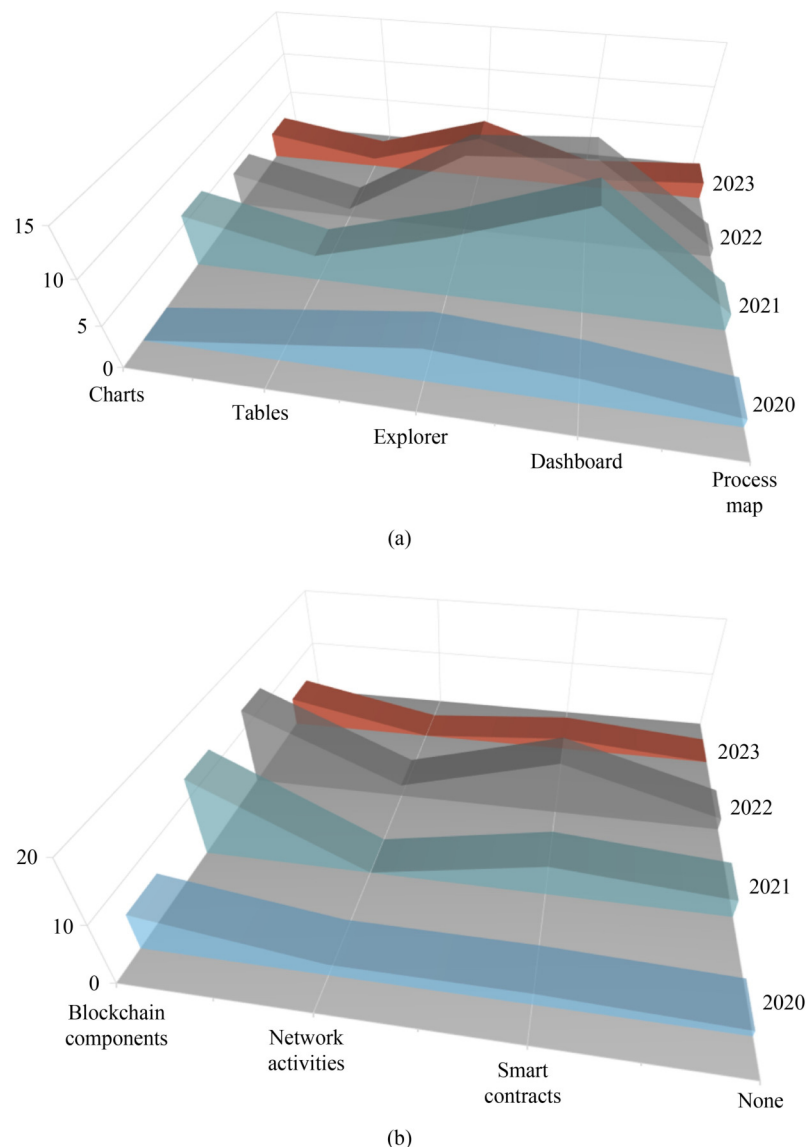 2023
2022
2021
2020
15
10
5
0
Charts
Tables
Explorer
Dashboard
Process
map
(a)
2023
2022
2021
2020
20
10
0
Blockchain
components
Network
activities
Smart
contracts
None
(b)